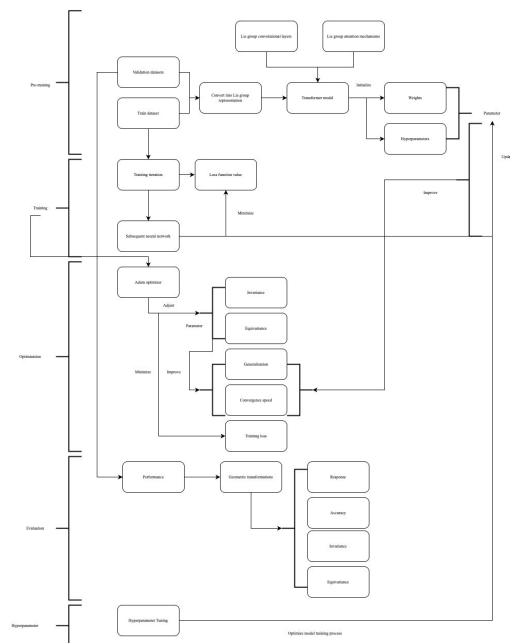 Lie group convolutional layers
Lie group attention mechanisms
Pre-training
Validation datasets
Convert into Lie group
representation
Transformer model
Initialize
Weights
Train dataset
Hyperparameters
Parameter
Update
Training iteration
Loss function value
Improve
Training
Minimize
Subsequent neural network
Adam optimizer
Adjust
Invariance
Parameter
Equivariance
Optimization
Minimize
Improve
Generalization
Convergence speed
Training loss
Performance
Geometric transformations
Response
Accuracy
Evaluation
Invariance
Equivariance
Hyperparameter
Hyperparameter Tuning
Optimize model training process